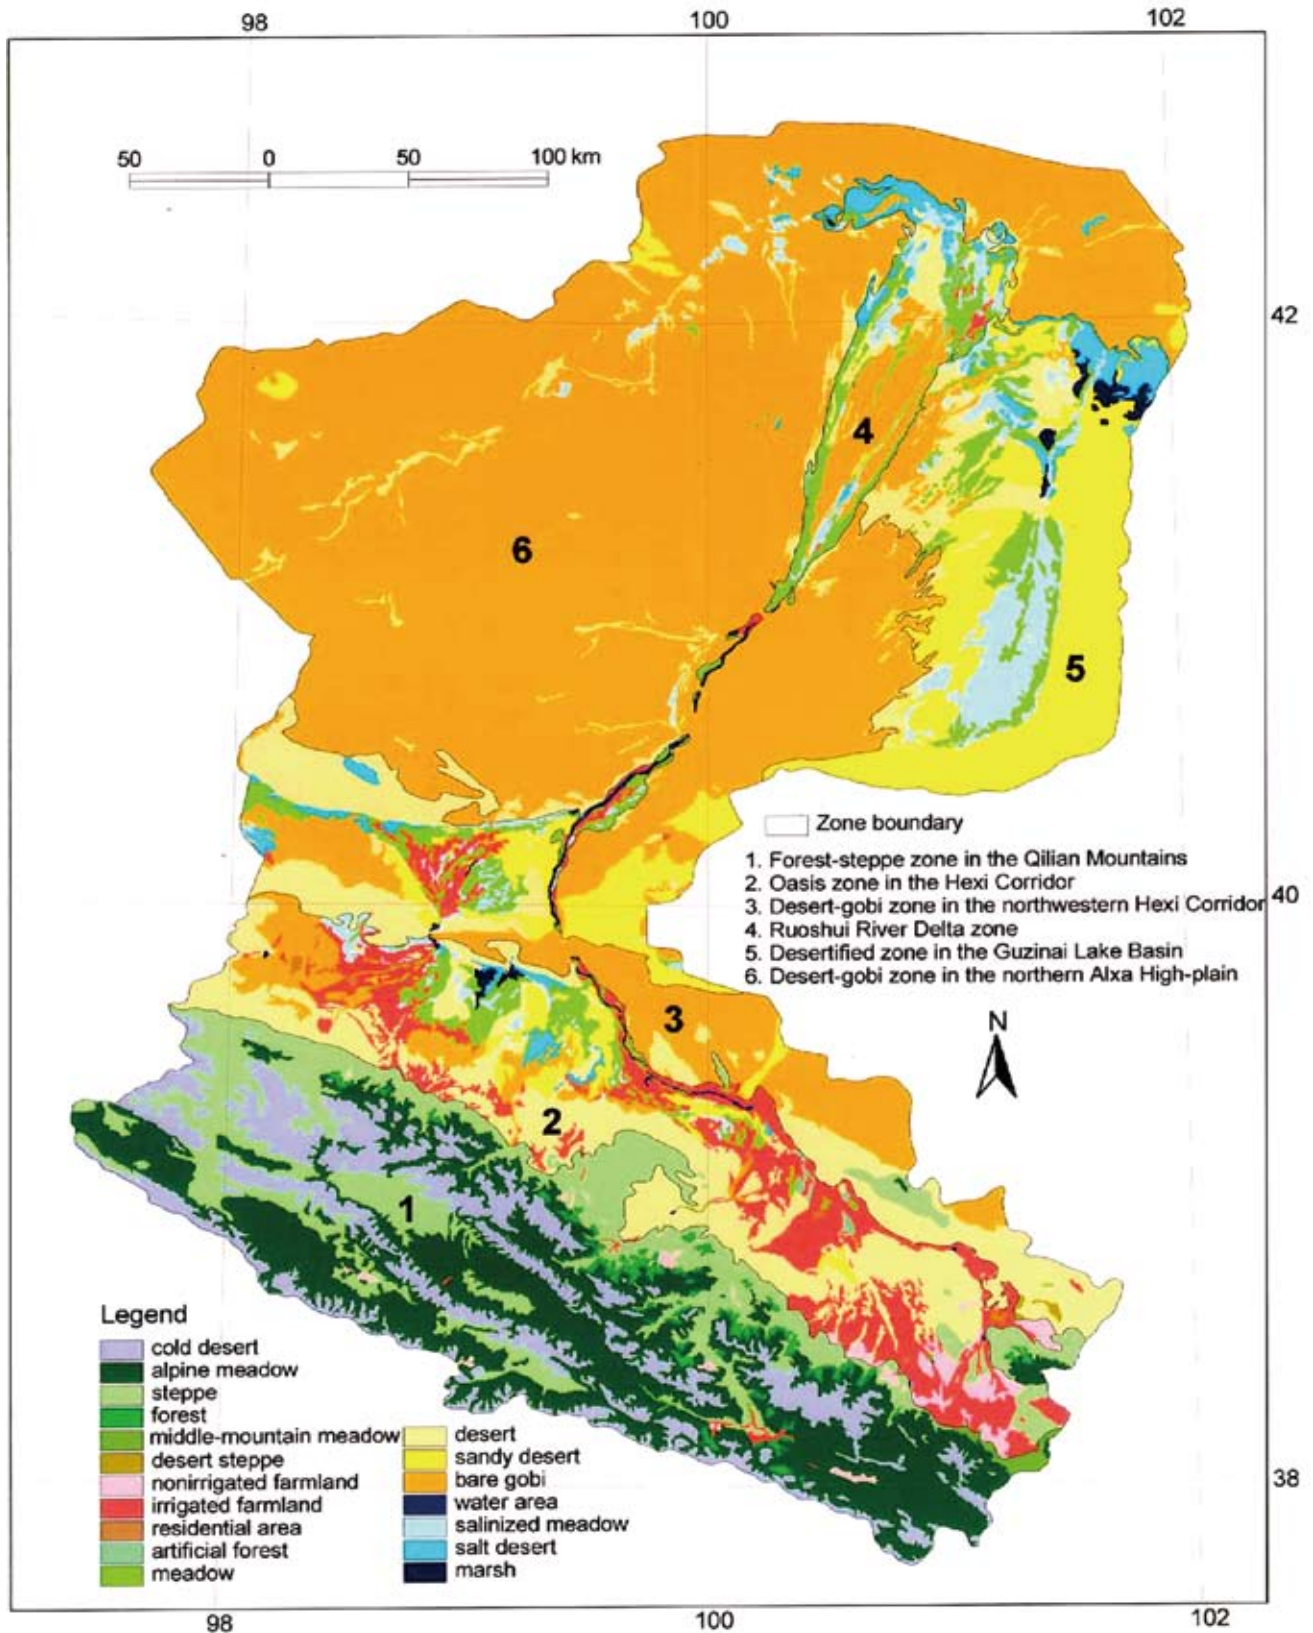 98 100 102
50 0 50 100 km
42
4
6
5
Zone boundary
1. Forest-steppe zone in the Qilian Mountains
2. Oasis zone in the Hexi Corridor
40
3. Desert-gobi zone in the northwestern Hexi Corridor
4. Ruoshui River Delta zone
5. Desertified zone in the Guzinai Lake Basin
6. Desert-gobi zone in the northern Alxa High-plain
3
N
2
1
Legend
cold desert
alpine meadow
steppe
forest
middle-mountain meadow
desert steppe
nonirrigated farmland
irrigated farmland
residential area
artificial forest
meadow
desert
sandy desert
bare gobi
water area
salinized meadow
salt desert
marsh
38
98 100 102